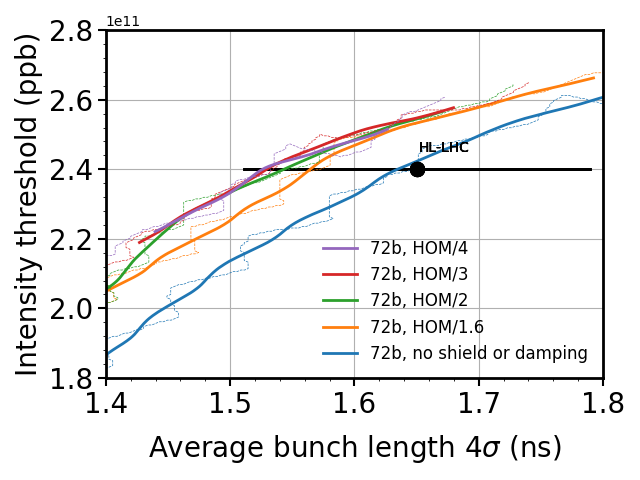 1e11
2.8
2.6
2.4
2.2
2.0
1.8
Intensity threshold (ppb)
HL-LHC
72b, HOM/4
72b, HOM/3
72b, HOM/2
72b, HOM/1.6
72b, no shield or damping
1.4 1.5 1.6 1.7 1.8
Average bunch length 4σ (ns)